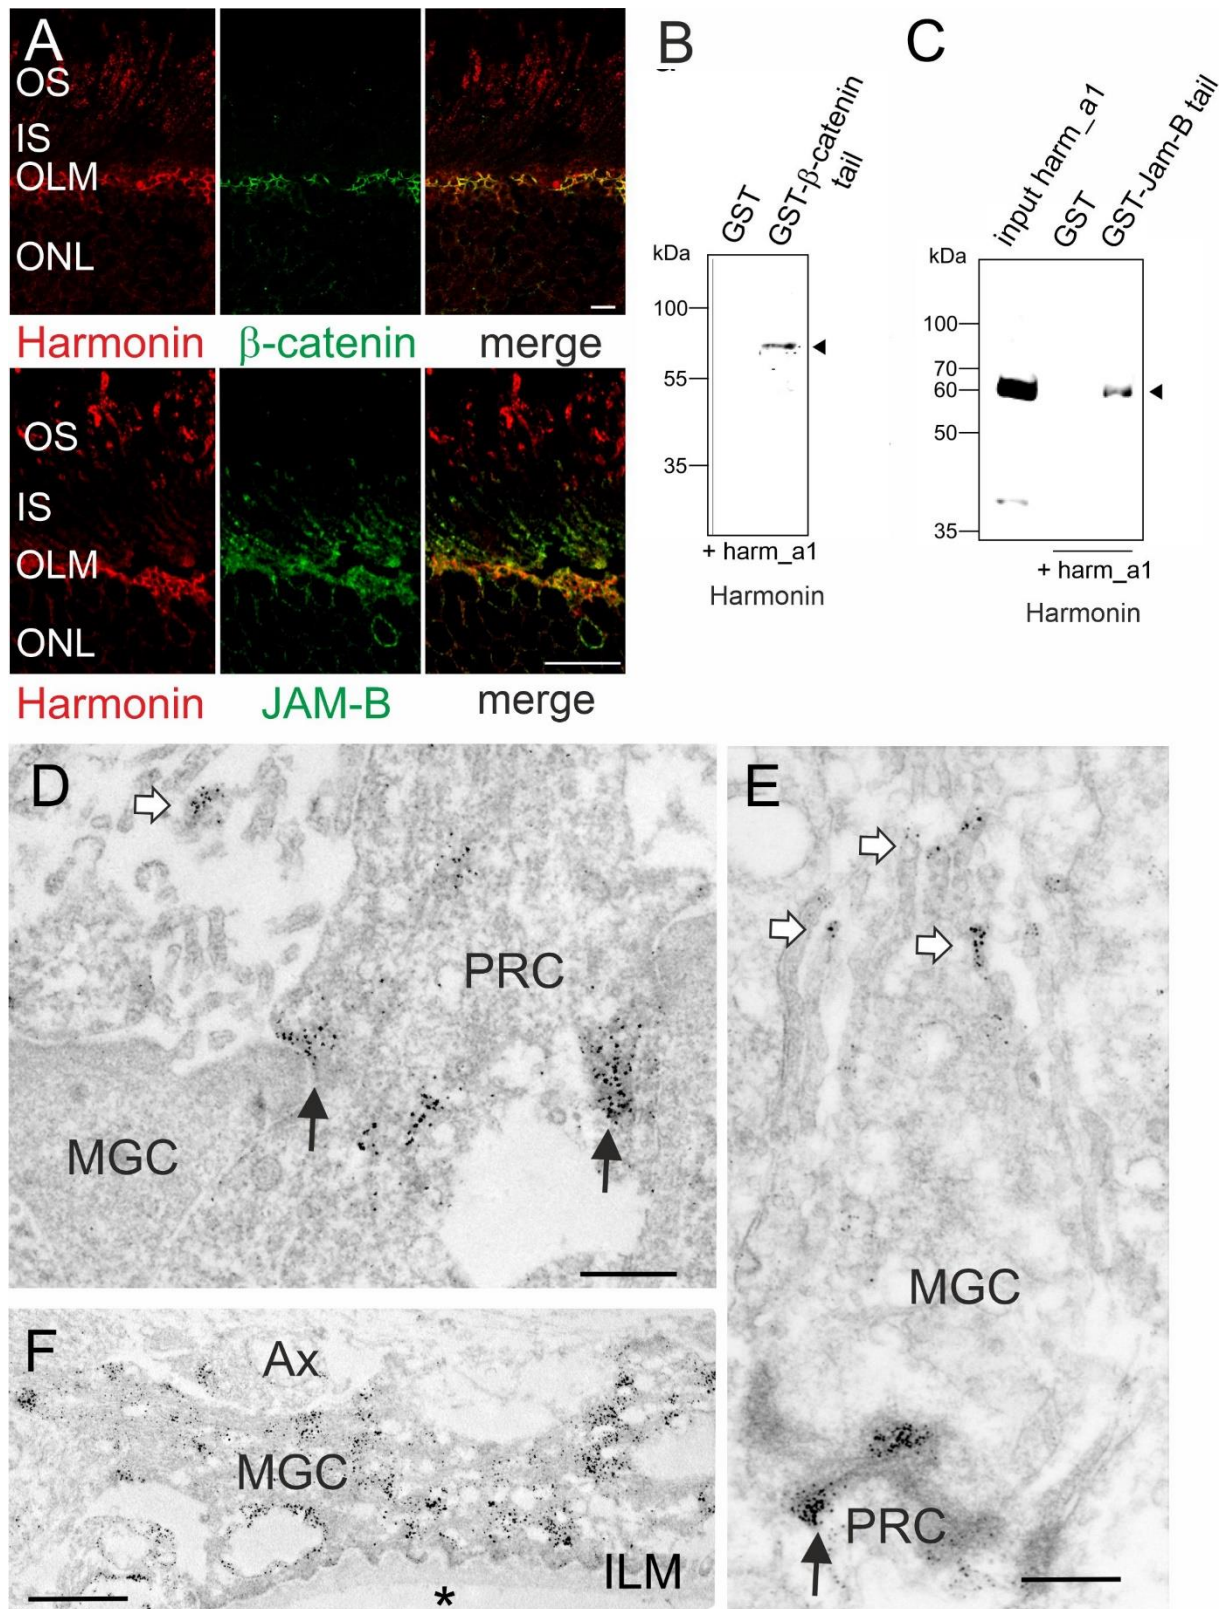 A
OS
IS
OLM
ONL
Harmonin β-catenin merge
OS
IS
OLM
ONL
Harmonin JAM-B merge
B
GST
GST-β-catenin
tail
kDa
100
55
35
+ harm_a1
Harmonin
C
input harm_a1
GST
GST-Jam-B tail
kDa
100
70
60
50
35
+ harm_a1
Harmonin
D
PRC
MGC
E
MGC
PRC
F
Ax
MGC
ILM
*